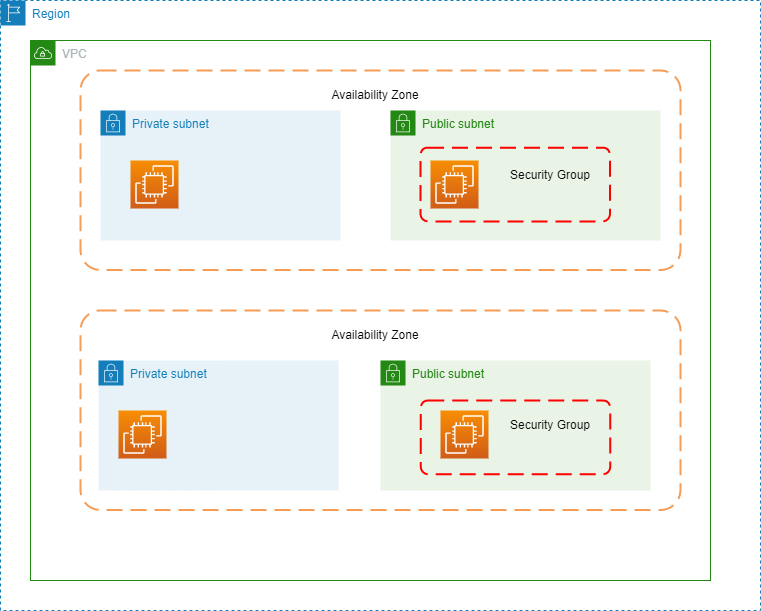 Region
VPC
Availability Zone
Private subnet
Public subnet
Security Group
Availability Zone
Private subnet
Public subnet
Security Group